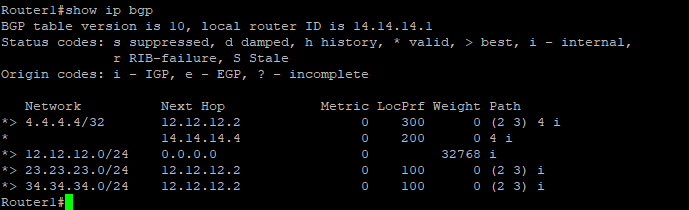 Router1#show ip bgp
BGP table version is 10, local router ID is 14.14.14.1
Status codes: s suppressed, d damped, h history, * valid, > best, i - internal,
              r RIB-failure, S Stale
Origin codes: i - IGP, e - EGP, ? - incomplete

   Network          Next Hop            Metric LocPrf Weight Path
*> 4.4.4.4/32       12.12.12.2               0    300      0 (2 3) 4 i
*                   14.14.14.4               0    200      0 4 i
*> 12.12.12.0/24    0.0.0.0                  0         32768 i
*> 23.23.23.0/24    12.12.12.2               0    100      0 (2 3) i
*> 34.34.34.0/24    12.12.12.2               0    100      0 (2 3) i
Router1#